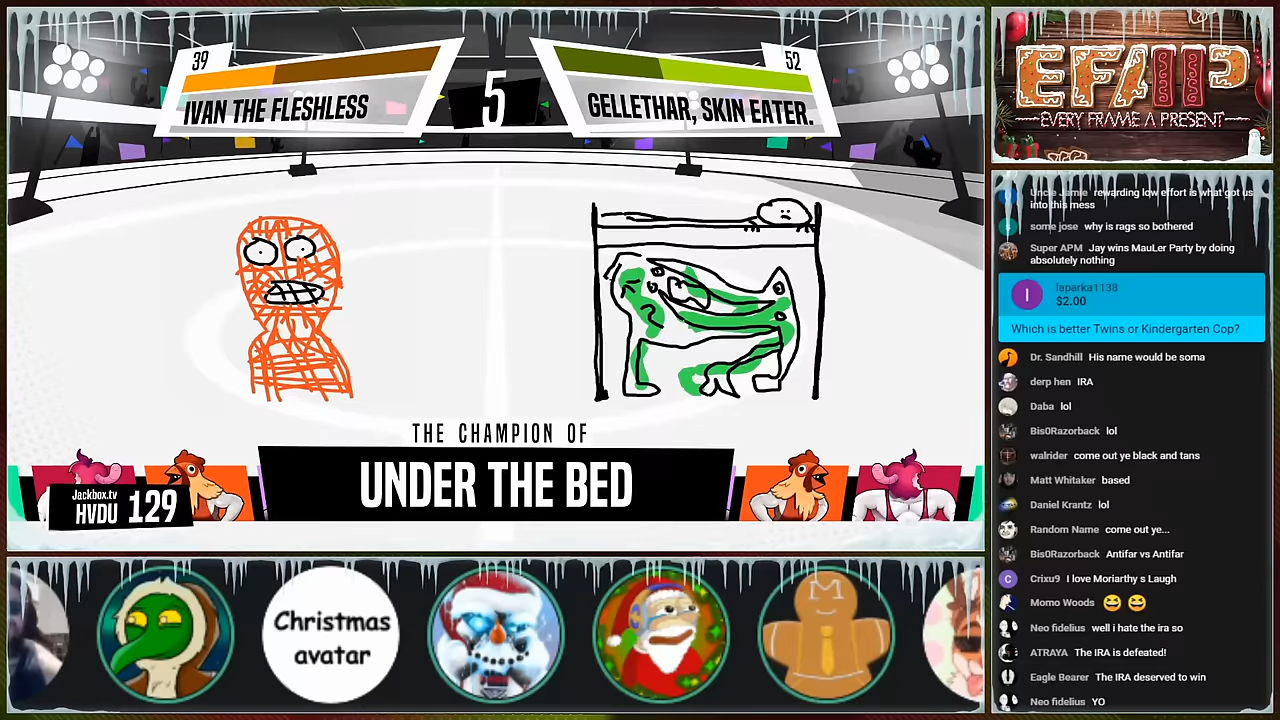 39
IVAN THE FLESHLESS
5
52
GELLETHAR, SKIN EATER.
THE CHAMPION OF
UNDER THE BED
Jackbox.tv
HVDU 129
Christmas
avatar
M
EFAP
EVERY FRAME A PRESENT
Uncle Jamie rewarding low effort is what got us
into this mess
S some jose why is rags so bothered
Super APM Jay wins MauLer Party by doing
absolutely nothing
l laparka1138
$2.00
Which is better Twins or Kindergarten Cop?
Dr. Sandhill His name would be soma
derp hen IRA
Daba lol
Bis0Razorback lol
walrider come out ye black and tans
Matt Whitaker based
Daniel Krantz lol
Random Name come out ye...
Bis0Razorback Antifar vs Antifar
C Crixu9 I love Moriarthy s Laugh
Momo Woods 😆 😆
Neo fidelius well i hate the ira so
ATRAYA The IRA is defeated!
Eagle Bearer The IRA deserved to win
Neo fidelius YO